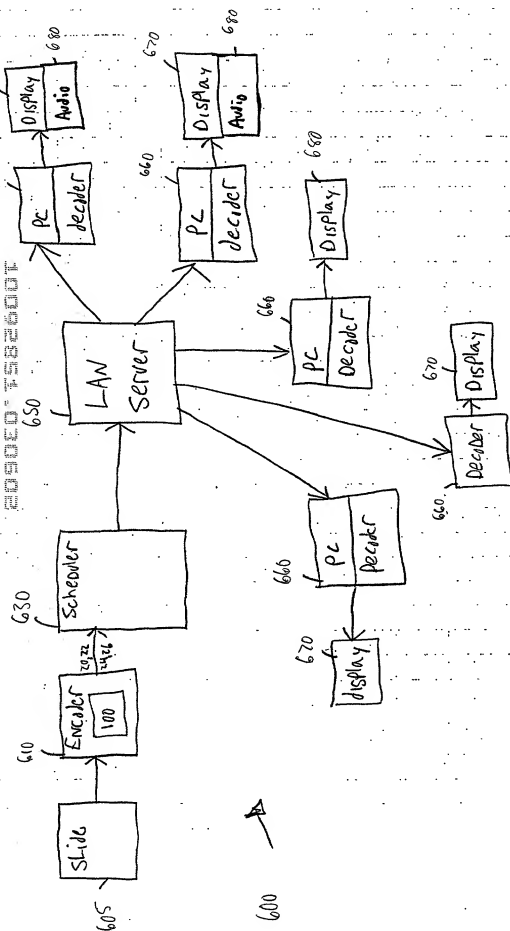 605
Slide
610
Encoder
100
20,22
24,26
630
Scheduler
650
LAN
Server
PC
decoder
Display
Audio
680
660
PC
decoder
670
Display
Audio
680
660
PC
Decoder
680
Display
660
Decoder
670
Display
660
PC
Decoder
670
display
600
10092851 . 030602